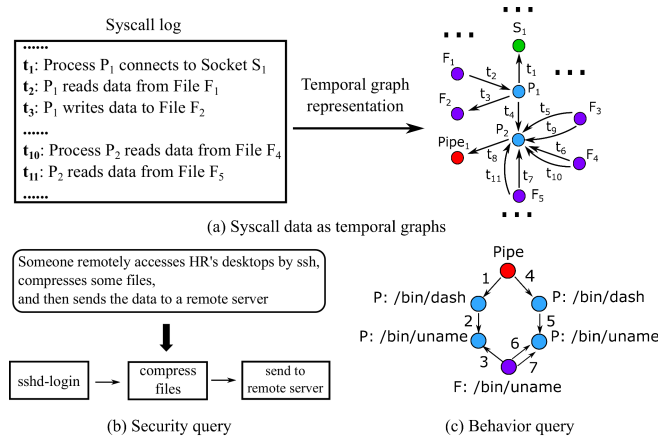 Syscall log
......
t1: Process P1 connects to Socket S1
t2: P1 reads data from File F1
t3: P1 writes data to File F2
......
t10: Process P2 reads data from File F4
t11: P2 reads data from File F5
......
Temporal graph
representation
...
S1
...
...
F1
t2
t1
P1
F2
t3
t4
t5
F3
P2
t9
Pipe1
t8
t6
F4
t7
t10
t11
F5
...
(a) Syscall data as temporal graphs
Someone remotely accesses HR's desktops by ssh,
compresses some files,
and then sends the data to a remote server
sshd-login
compress
files
send to
remote server
(b) Security query
Pipe
1
4
P: /bin/dash
P: /bin/dash
2
5
P: /bin/uname
P: /bin/uname
6
3
7
F: /bin/uname
(c) Behavior query